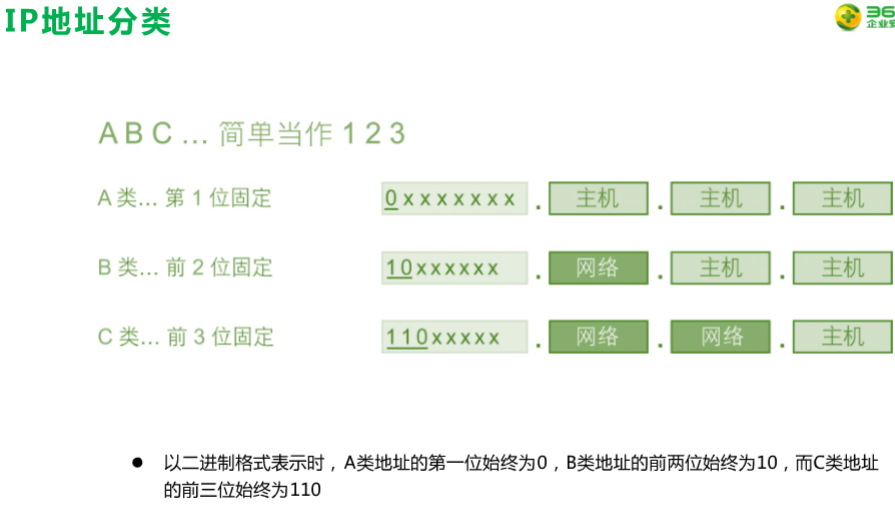 IP地址分类
36
企业安
A B C … 简单当作 1 2 3
A 类… 第 1 位固定 0xxxxxxx . 主机 . 主机 . 主机
B 类… 前 2 位固定 10xxxxxx . 网络 . 主机 . 主机
C 类… 前 3 位固定 110xxxxx . 网络 . 网络 . 主机
● 以二进制格式表示时，A类地址的第一位始终为0，B类地址的前两位始终为10，而C类地址
的前三位始终为110